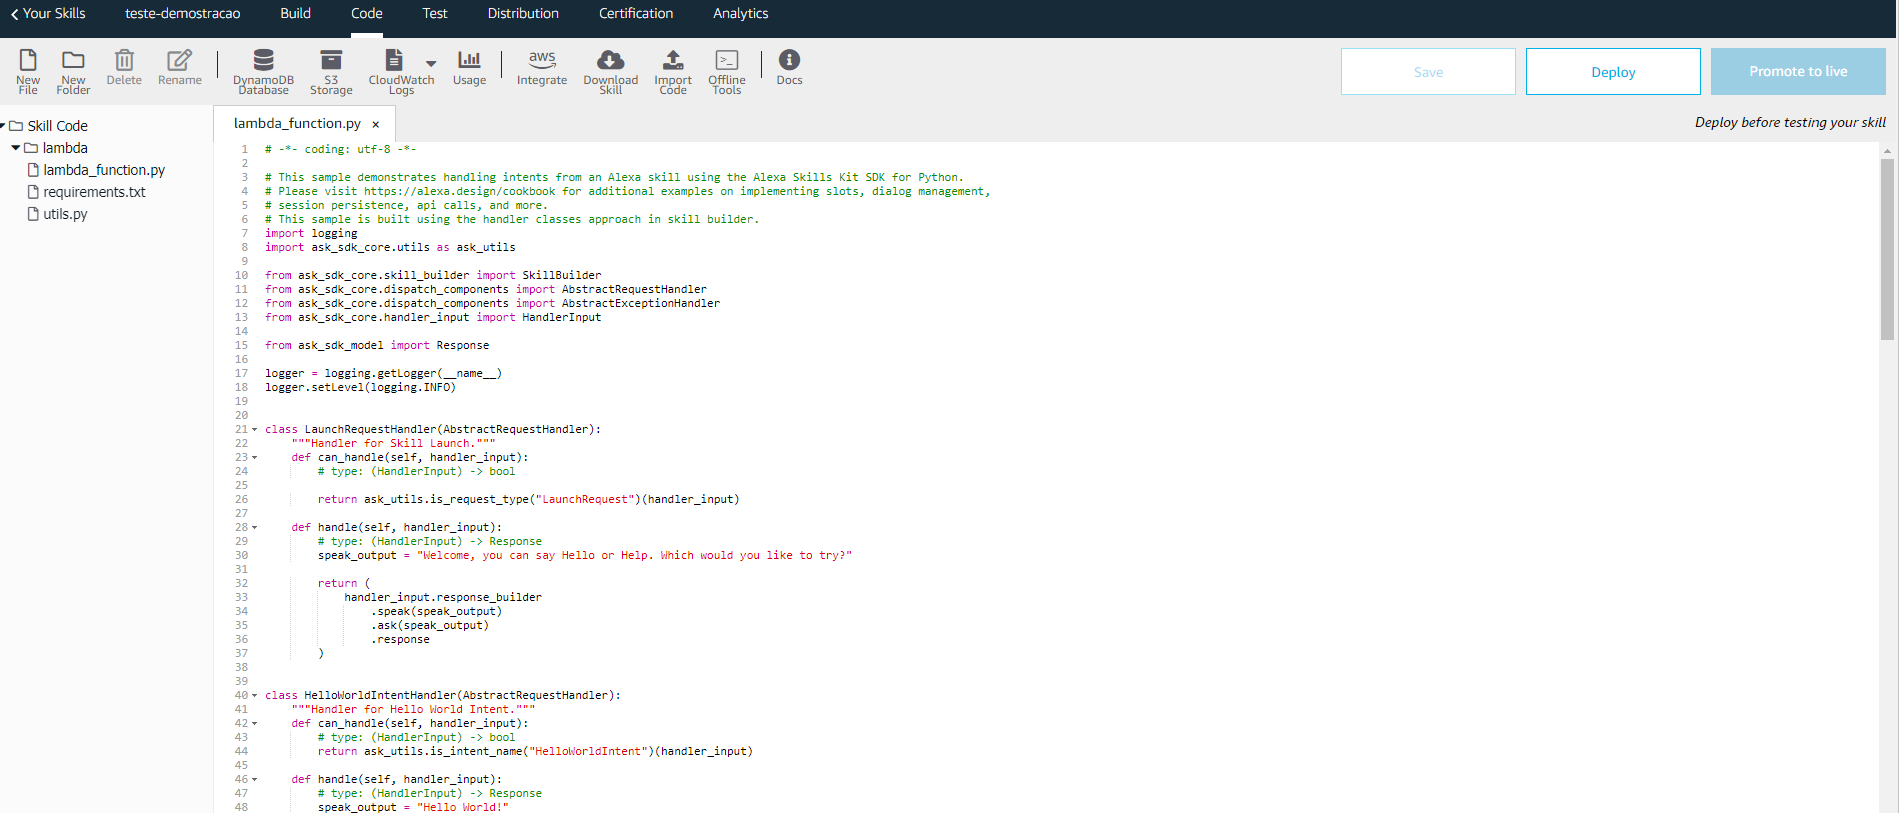 Your Skills teste-demostracao Build Code Test Distribution Certification Analytics
New File
New Folder
Delete
Rename
DynamoDB Database
S3 Storage
CloudWatch Logs
Usage
aws
Integrate
Download Skill
Import Code
Offline Tools
Docs
Save
Deploy
Promote to live
Skill Code
lambda
lambda_function.py
requirements.txt
utils.py
lambda_function.py ×
Deploy before testing your skill
1 # -*- coding: utf-8 -*-
2
3 # This sample demonstrates handling intents from an Alexa skill using the Alexa Skills Kit SDK for Python.
4 # Please visit https://alexa.design/cookbook for additional examples on implementing slots, dialog management,
5 # session persistence, api calls, and more.
6 # This sample is built using the handler classes approach in skill builder.
7 import logging
8 import ask_sdk_core.utils as ask_utils
9
10 from ask_sdk_core.skill_builder import SkillBuilder
11 from ask_sdk_core.dispatch_components import AbstractRequestHandler
12 from ask_sdk_core.dispatch_components import AbstractExceptionHandler
13 from ask_sdk_core.handler_input import HandlerInput
14
15 from ask_sdk_model import Response
16
17 logger = logging.getLogger(__name__)
18 logger.setLevel(logging.INFO)
19
20
21 class LaunchRequestHandler(AbstractRequestHandler):
22     """Handler for Skill Launch."""
23     def can_handle(self, handler_input):
24         # type: (HandlerInput) -> bool
25
26         return ask_utils.is_request_type("LaunchRequest")(handler_input)
27
28     def handle(self, handler_input):
29         # type: (HandlerInput) -> Response
30         speak_output = "Welcome, you can say Hello or Help. Which would you like to try?"
31
32         return (
33             handler_input.response_builder
34                 .speak(speak_output)
35                 .ask(speak_output)
36                 .response
37         )
38
39
40 class HelloWorldIntentHandler(AbstractRequestHandler):
41     """Handler for Hello World Intent."""
42     def can_handle(self, handler_input):
43         # type: (HandlerInput) -> bool
44         return ask_utils.is_intent_name("HelloWorldIntent")(handler_input)
45
46     def handle(self, handler_input):
47         # type: (HandlerInput) -> Response
48         speak_output = "Hello World!"